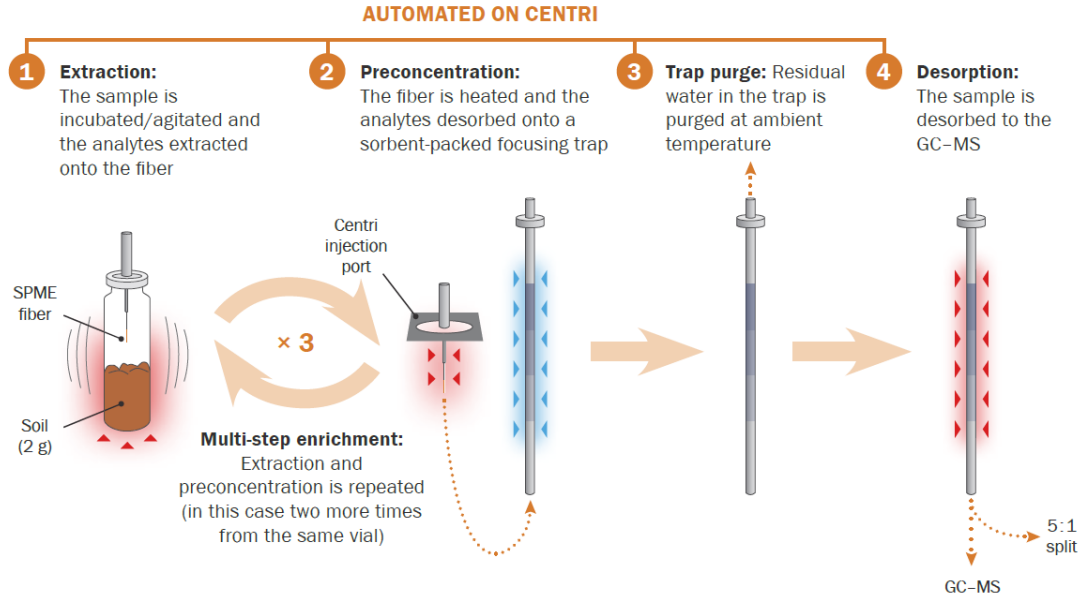 AUTOMATED ON CENTRI
1 Extraction:
The sample is
incubated/agitated and
the analytes extracted
onto the fiber
2 Preconcentration:
The fiber is heated and the
analytes desorbed onto a
sorbent-packed focusing trap
3 Trap purge: Residual
water in the trap is
purged at ambient
temperature
4 Desorption:
The sample is
desorbed to the
GC–MS
SPME
fiber
Soil
(2 g)
× 3
Multi-step enrichment:
Extraction and
preconcentration is repeated
(in this case two more times
from the same vial)
Centri
injection
port
5:1
split
GC–MS